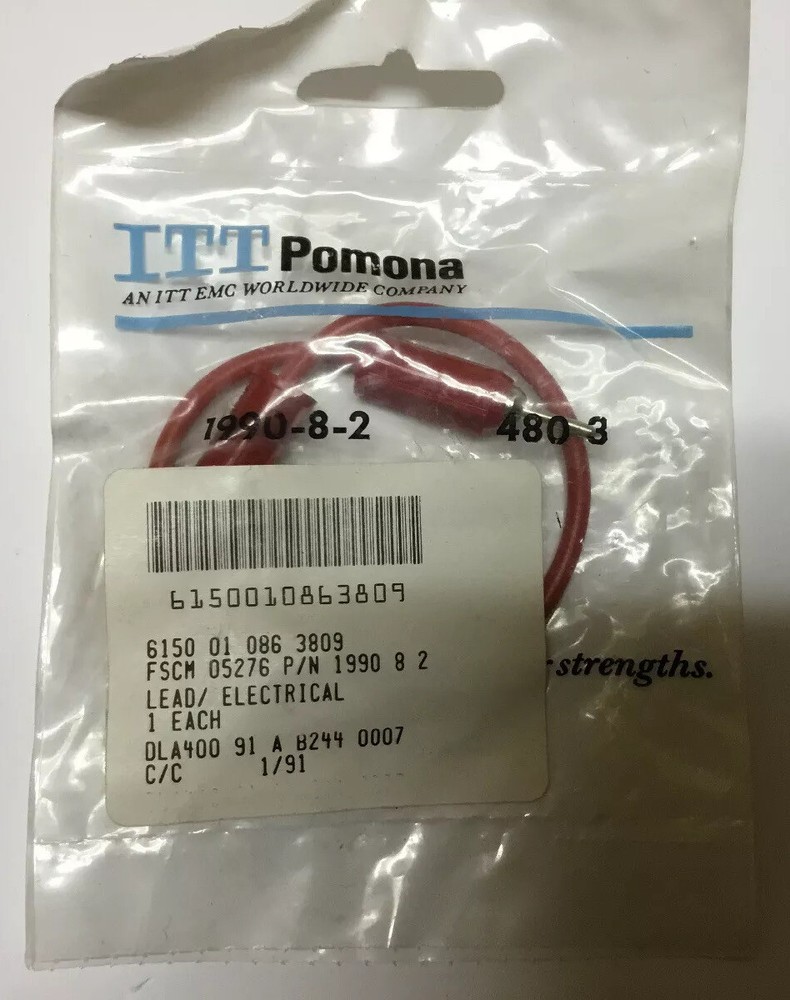 ITT Pomona
AN ITT EMC WORLDWIDE COMPANY
1990-8-2 480 3
6150010863809
6150 01 086 3809
FSCM 05276 P/N 1990 8 2
LEAD/ ELECTRICAL
1 EACH
DLA400 91 A B244 0007
C/C 1/91
strengths.